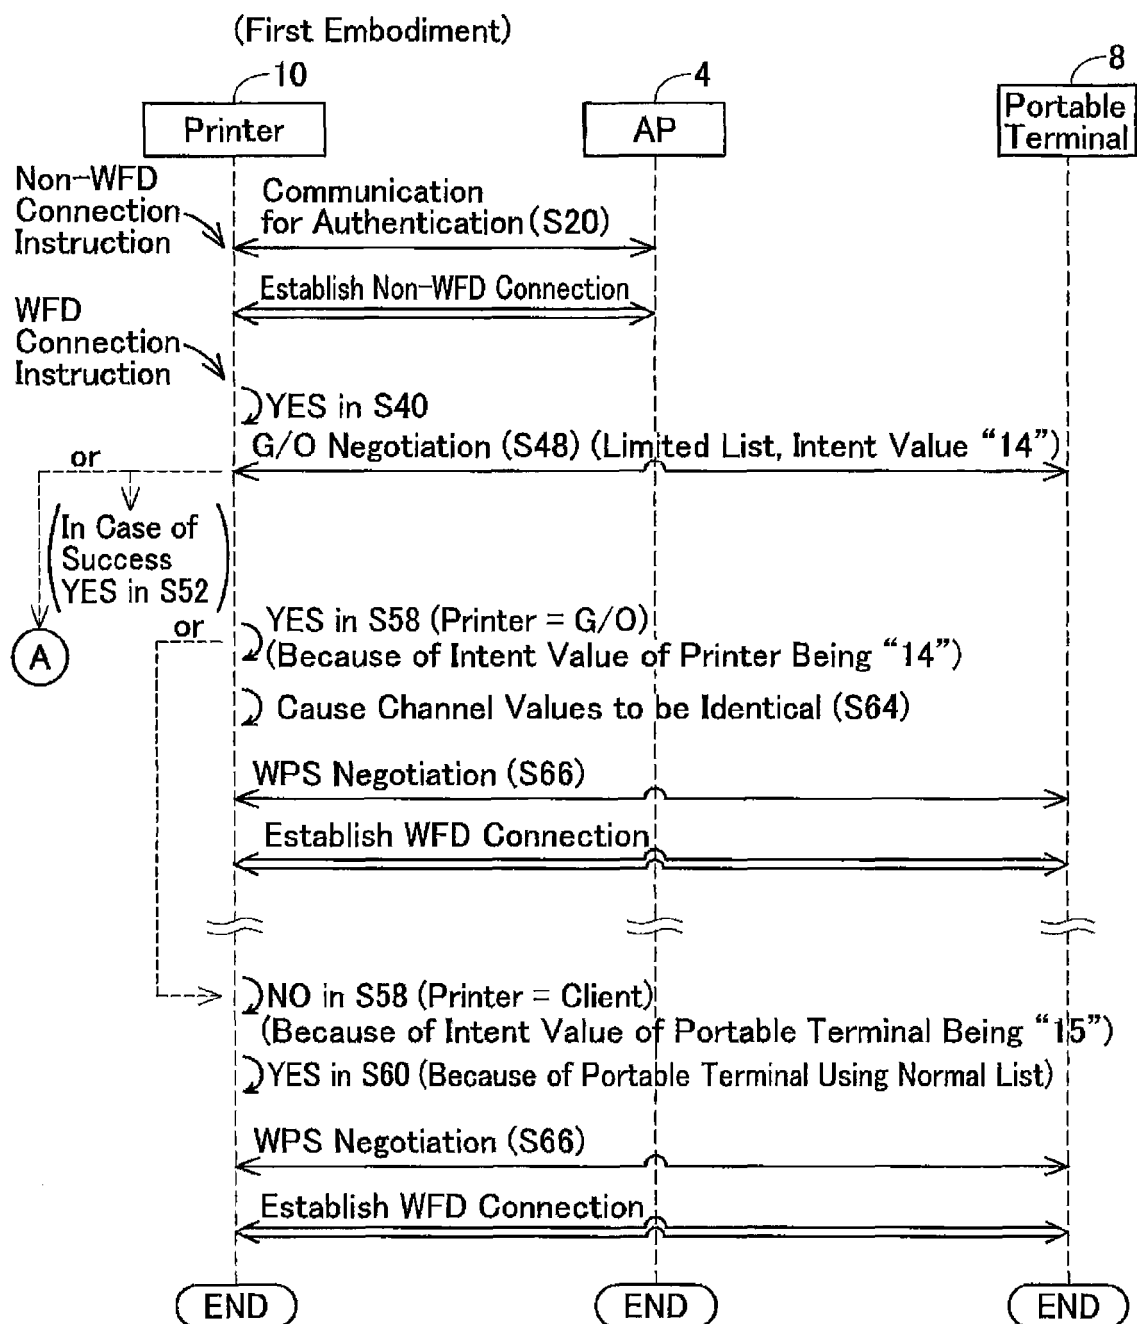 (First Embodiment)
10
4
8
Printer
AP
Portable
Terminal
Non-WFD
Connection
Instruction
Communication
for Authentication (S20)
Establish Non-WFD Connection
WFD
Connection
Instruction
YES in S40
G/O Negotiation (S48) (Limited List, Intent Value “14”)
or
(In Case of
Success
YES in S52)
or
A
YES in S58 (Printer = G/O)
(Because of Intent Value of Printer Being “14”)
Cause Channel Values to be Identical (S64)
WPS Negotiation (S66)
Establish WFD Connection
NO in S58 (Printer = Client)
(Because of Intent Value of Portable Terminal Being “15”)
YES in S60 (Because of Portable Terminal Using Normal List)
WPS Negotiation (S66)
Establish WFD Connection
END
END
END